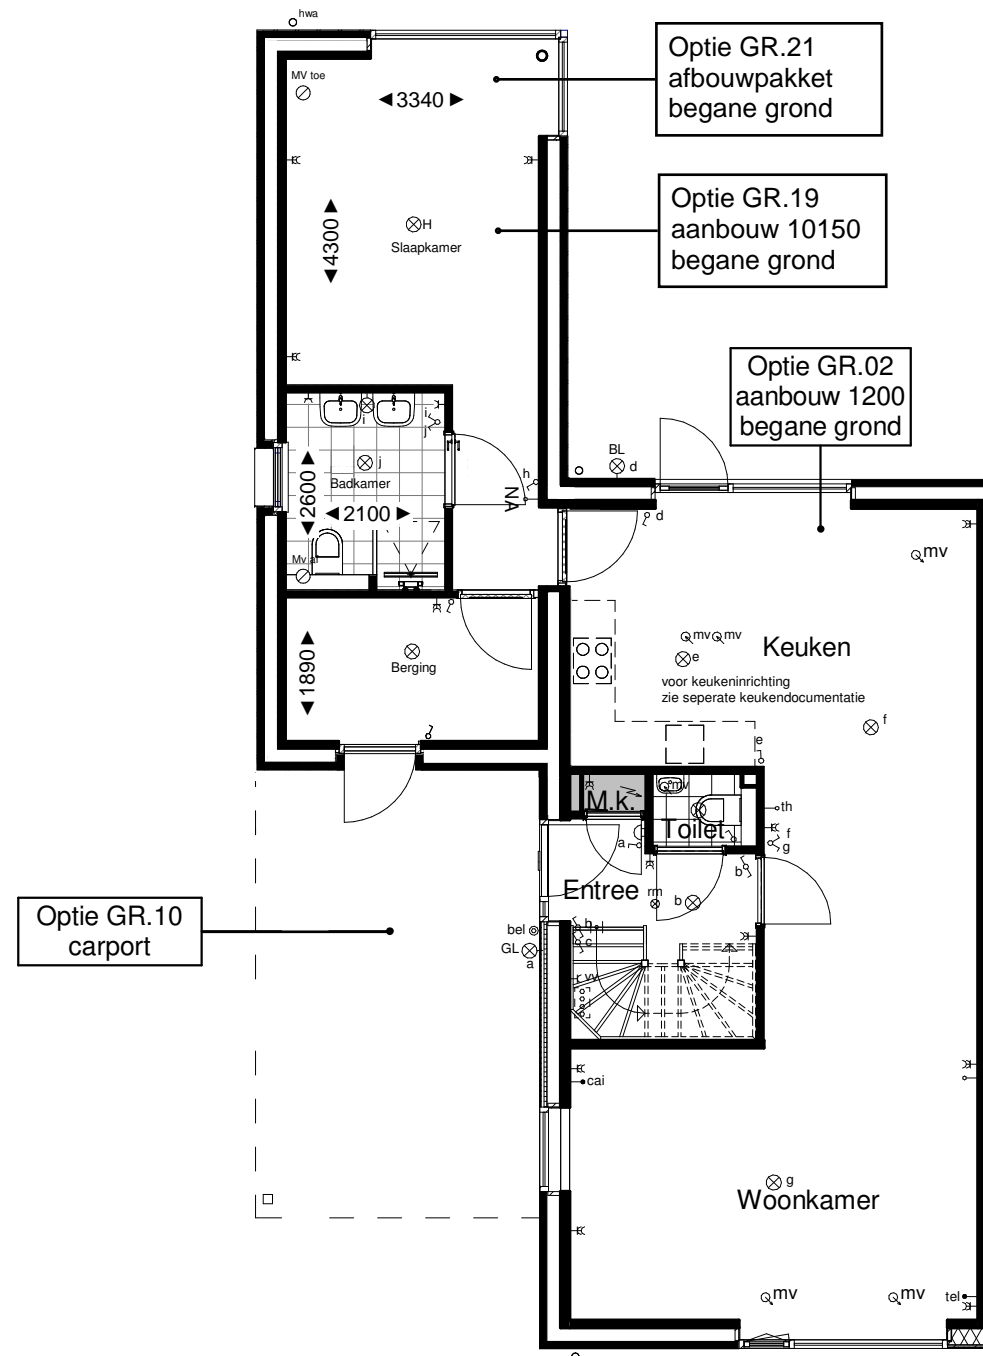 hwa
Optie GR.21
afbouwpakket
begane grond
MV toe
3340
Optie GR.19
aanbouw 10150
begane grond
4300
H
Slaapkamer
Optie GR.02
aanbouw 1200
begane grond
i
i
j
BL
d
j
Badkamer
h
2600
2100
NA
d
mv
Mv af
mv
mv
Keuken
e
Berging
1890
voor keukeninrichting
zie seperate keukendocumentatie
f
e
M.k.
mv
th
Toilet
f
g
a
b
Entree
rm
b
Optie GR.10
carport
bel
h
c
GL
a
r vv
cai
g
Woonkamer
mv
mv
tel